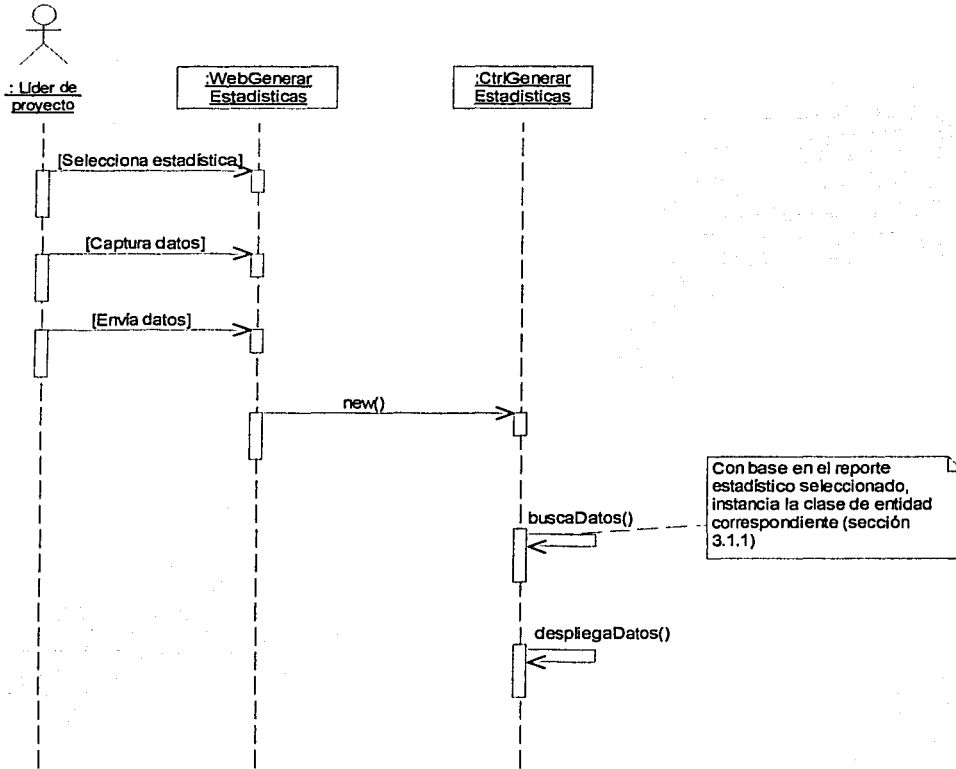 : Líder de
proyecto
:WebGenerar
Estadisticas
:CtrlGenerar
Estadisticas
[Selecciona estadística]
[Captura datos]
[Envía datos]
new()
Con base en el reporte
estadístico seleccionado,
instancia la clase de entidad
correspondiente (sección
3.1.1)
buscaDatos()
despliegaDatos()